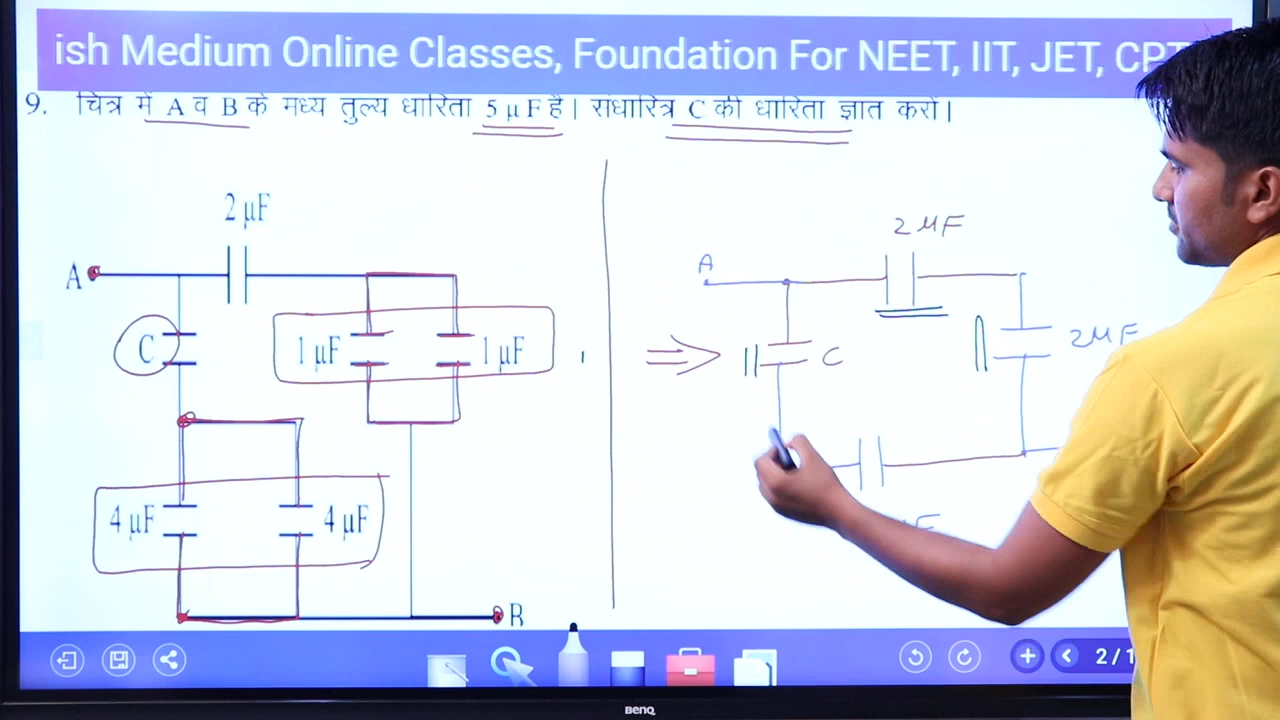 ish Medium Online Classes, Foundation For NEET, IIT, JET, CPT
9. चित्र में A व B के मध्य तुल्य धारिता 5 μF है। संधारित्र C की धारिता ज्ञात करो।
2 μF
A
C
1 μF
1 μF
4 μF
4 μF
B
2 μF
A
C
2 μF
2 / 1
BenQ